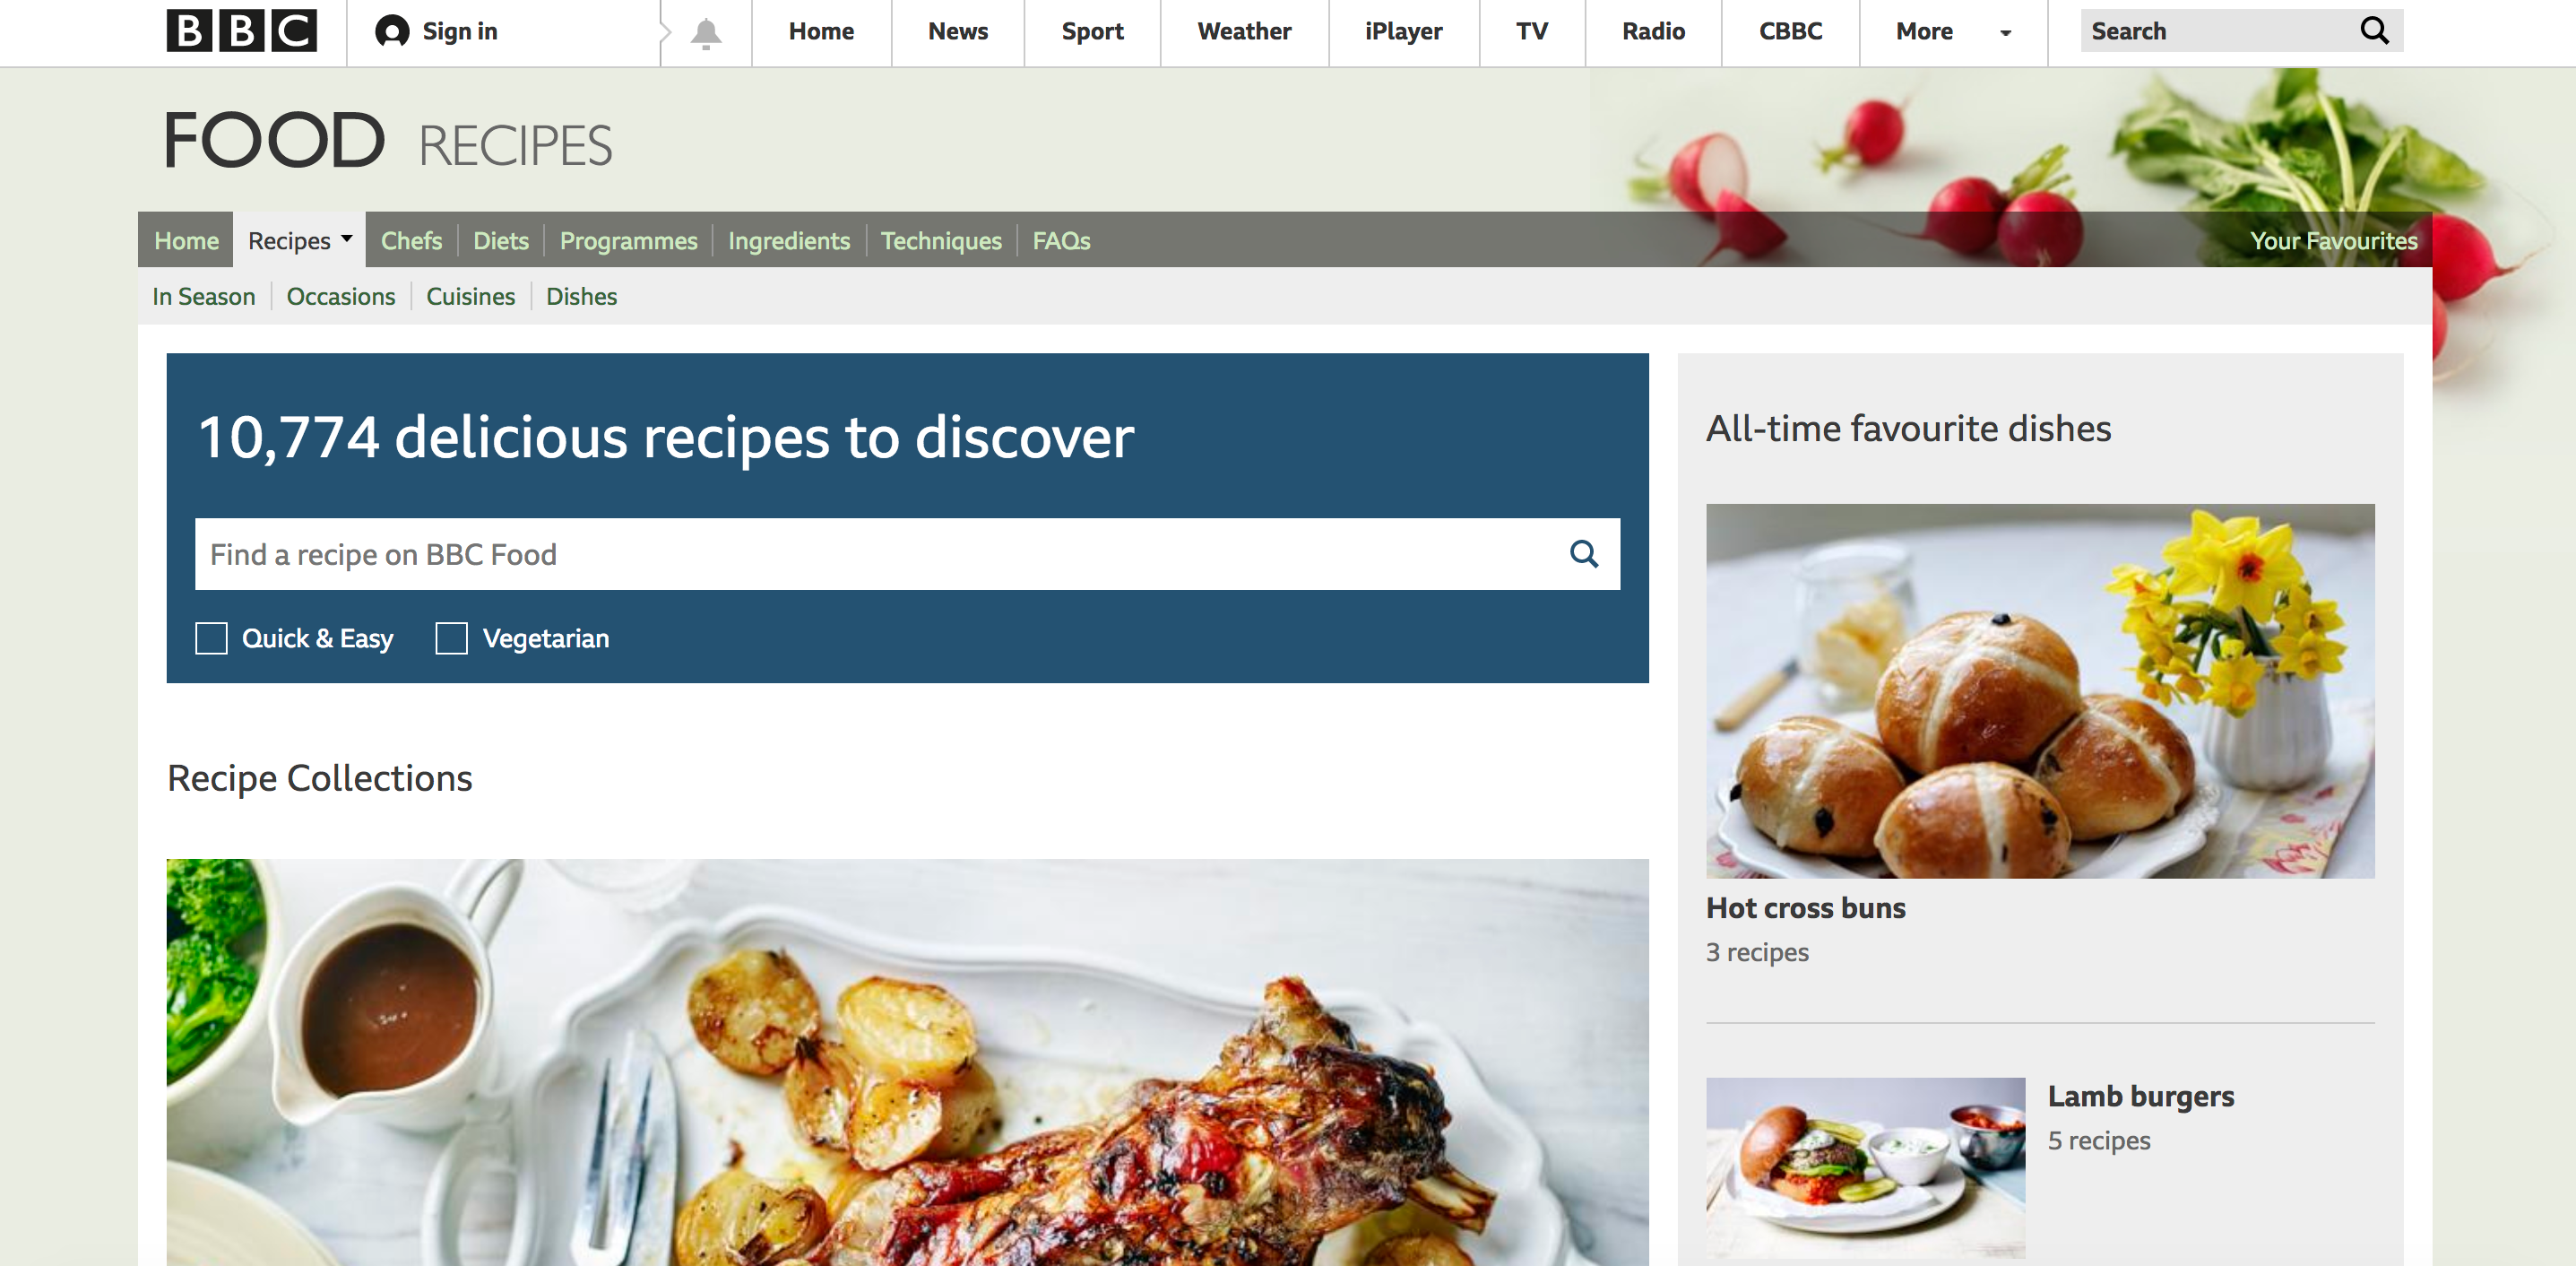 BBC Sign in Home News Sport Weather iPlayer TV Radio CBBC More Search
FOOD RECIPES
Home Recipes Chefs Diets Programmes Ingredients Techniques FAQs Your Favourites
In Season Occasions Cuisines Dishes
10,774 delicious recipes to discover
Find a recipe on BBC Food
Quick & Easy Vegetarian
Recipe Collections
All-time favourite dishes
Hot cross buns
3 recipes
Lamb burgers
5 recipes